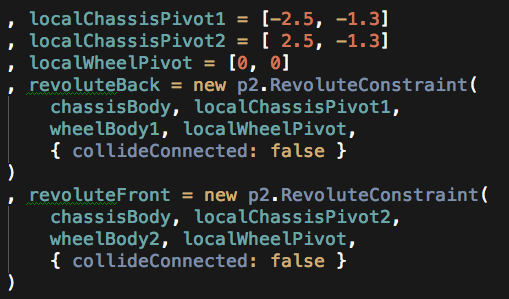 , localChassisPivot1 = [−2.5, −1.3]
, localChassisPivot2 = [ 2.5, −1.3]
, localWheelPivot = [0, 0]
, revoluteBack = new p2.RevoluteConstraint(
chassisBody, localChassisPivot1,
wheelBody1, localWheelPivot,
{ collideConnected: false }
)
, revoluteFront = new p2.RevoluteConstraint(
chassisBody, localChassisPivot2,
wheelBody2, localWheelPivot,
{ collideConnected: false }
)